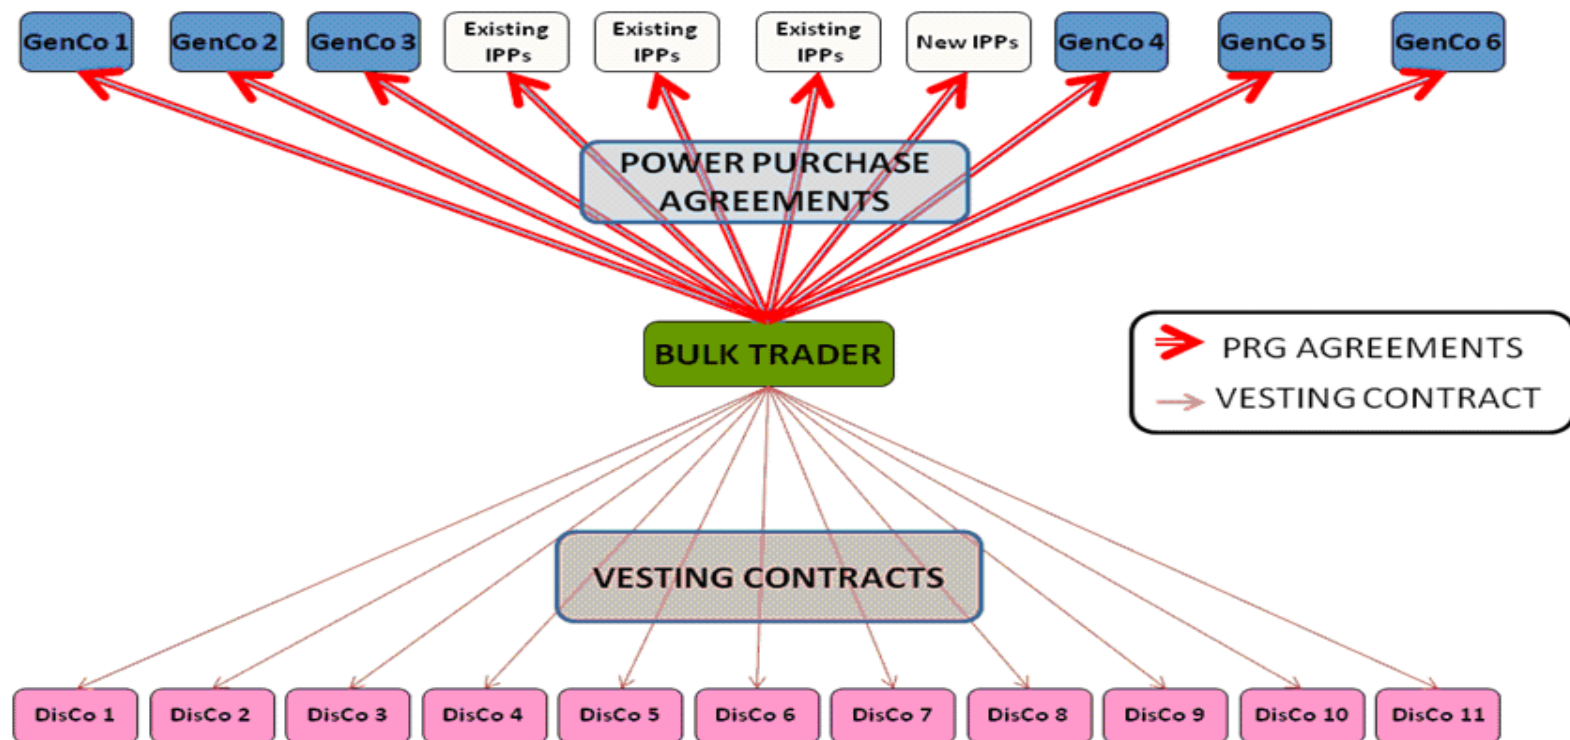 GenCo 1
GenCo 2
GenCo 3
Existing
IPPs
Existing
IPPs
Existing
IPPs
New IPPs
GenCo 4
GenCo 5
GenCo 6
POWER PURCHASE
AGREEMENTS
BULK TRADER
PRG AGREEMENTS
VESTING CONTRACT
VESTING CONTRACTS
DisCo 1
DisCo 2
DisCo 3
DisCo 4
DisCo 5
DisCo 6
DisCo 7
DisCo 8
DisCo 9
DisCo 10
DisCo 11